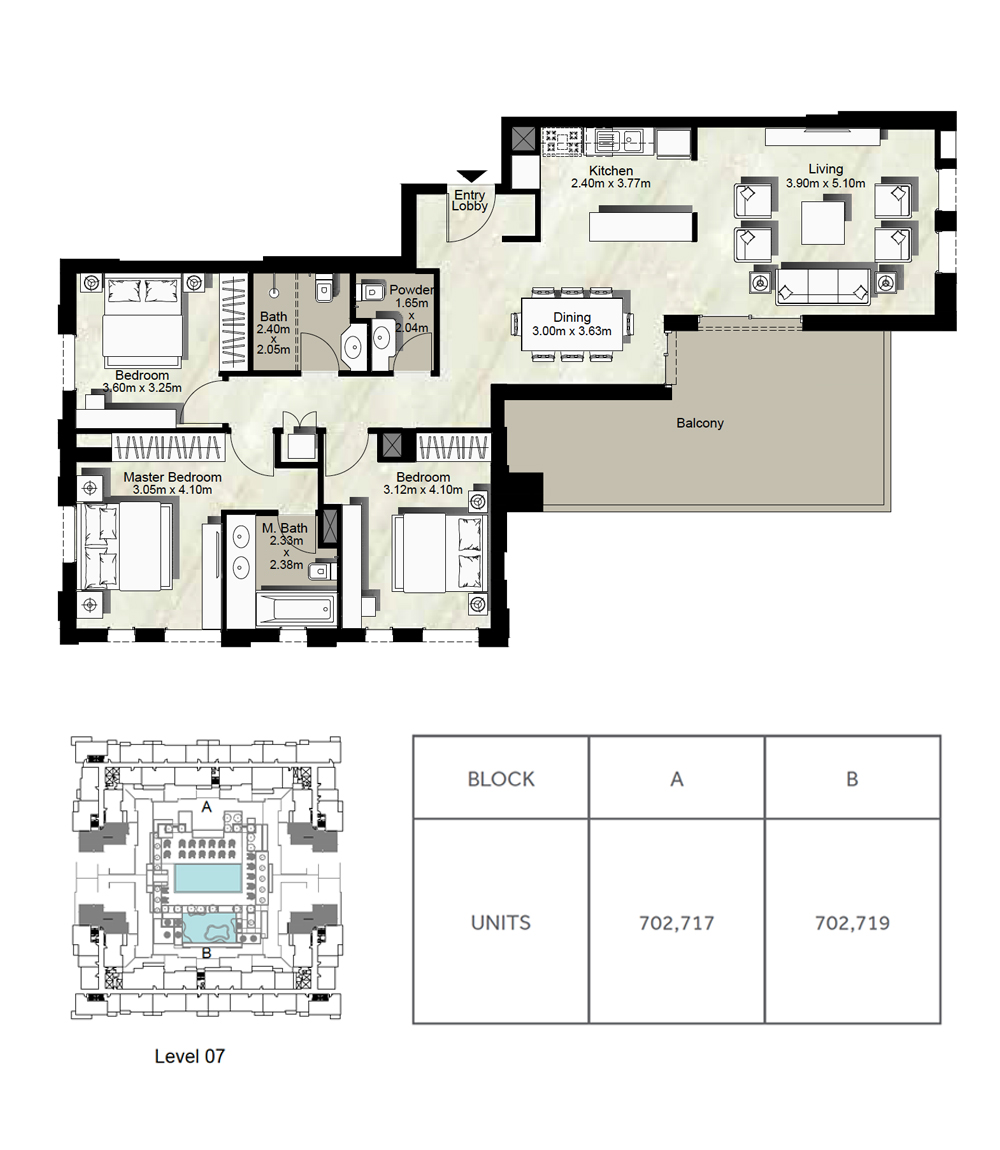 Entry
Lobby
Kitchen
2.40m x 3.77m
Living
3.90m x 5.10m
Powder
1.65m
x
2.04m
Bath
2.40m
x
2.05m
Dining
3.00m x 3.63m
Bedroom
3.60m x 3.25m
Balcony
Master Bedroom
3.05m x 4.10m
Bedroom
3.12m x 4.10m
M. Bath
2.33m
x
2.38m
A
B
Level 07
BLOCK A B
UNITS 702,717 702,719